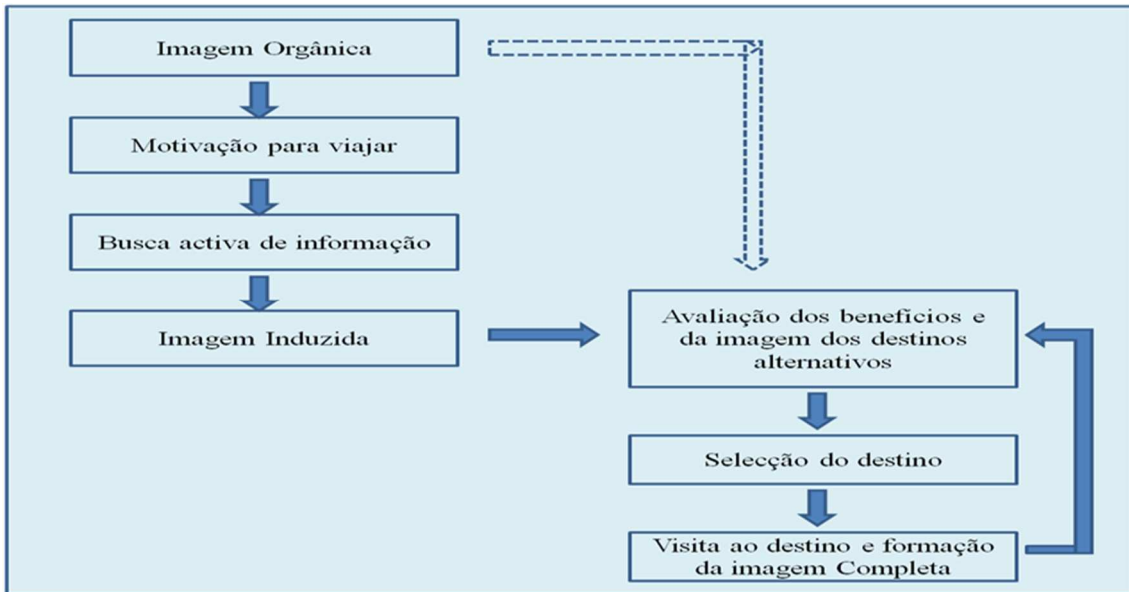 Imagem Orgânica
Motivação para viajar
Busca activa de informação
Imagem Induzida
Avaliação dos benefícios e
da imagem dos destinos
alternativos
Selecção do destino
Visita ao destino e formação
da imagem Completa